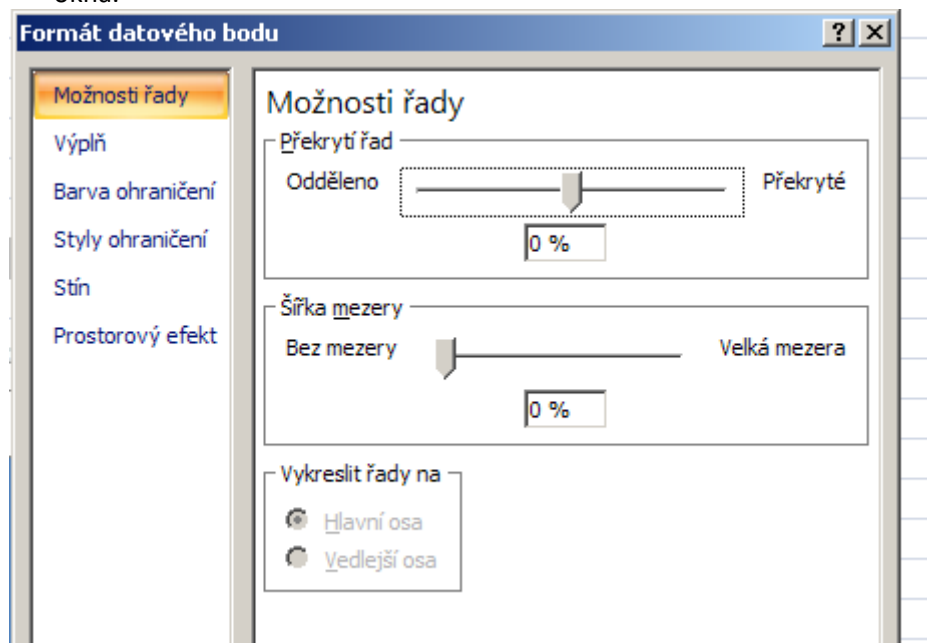 Formát datového bodu
Možnosti řady
Výplň
Barva ohraničení
Styly ohraničení
Stín
Prostorový efekt
Možnosti řady
Překrytí řad
Odděleno Překryté
0 %
Šířka mezery
Bez mezery Velká mezera
0 %
Vykreslit řady na
Hlavní osa
Vedlejší osa